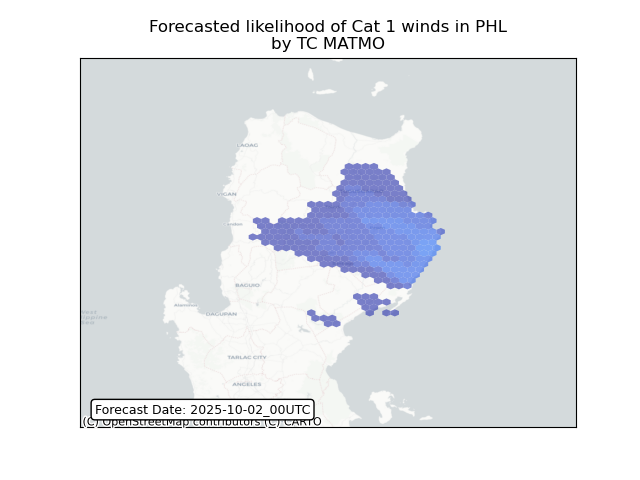 Forecasted likelihood of Cat 1 winds in PHL
by TC MATMO
LAOAG
VIGAN
BAGUIO
DAGUPAN
TARLAC CITY
ANGELES
Forecast Date: 2025-10-02_00UTC
(C) OpenStreetMap contributors (C) CARTO